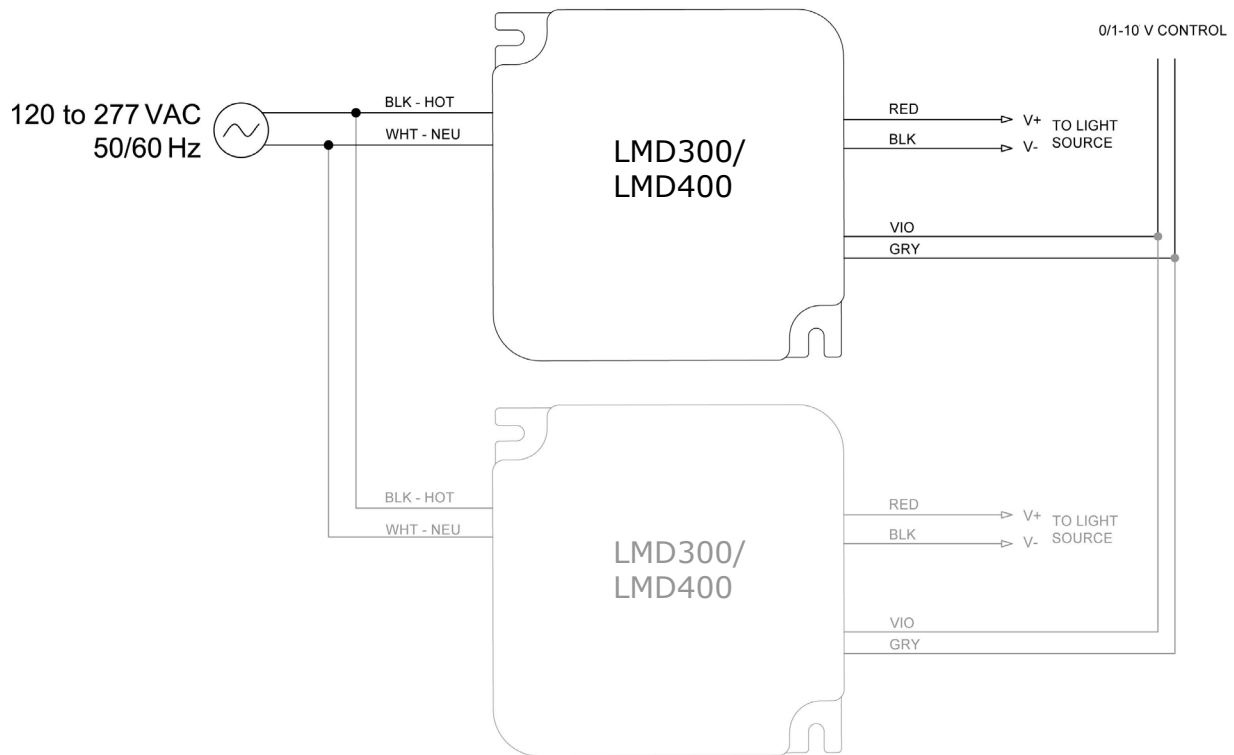 0/1-10 V CONTROL
120 to 277 VAC
50/60 Hz
BLK - HOT
WHT - NEU
LMD300/
LMD400
RED
BLK
V+
V-
TO LIGHT
SOURCE
VIO
GRY
BLK - HOT
WHT - NEU
LMD300/
LMD400
RED
BLK
V+
V-
TO LIGHT
SOURCE
VIO
GRY